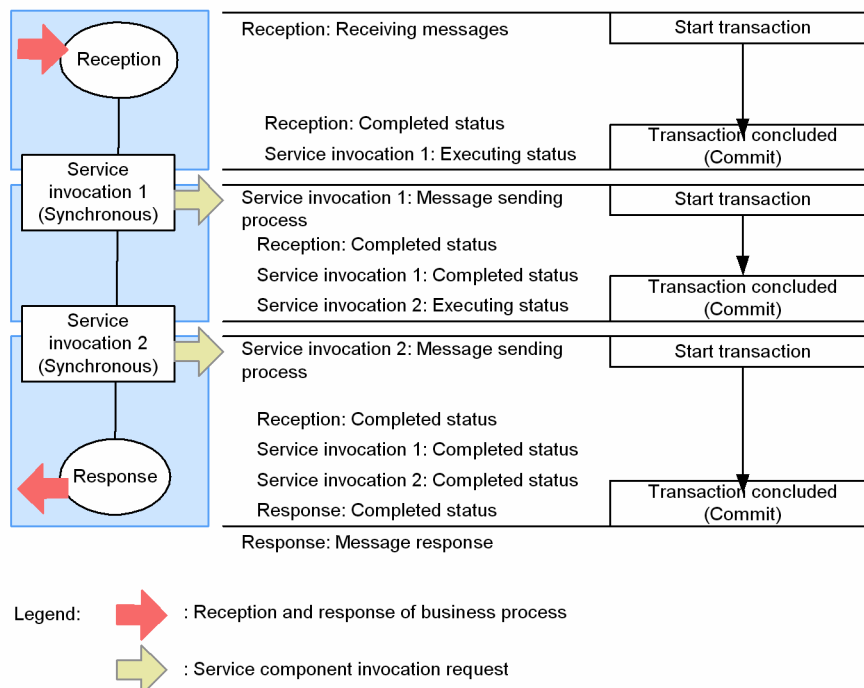 Reception
Reception: Receiving messages
Start transaction
Reception: Completed status
Service invocation 1: Executing status
Transaction concluded
(Commit)
Service
invocation 1
(Synchronous)
Service invocation 1: Message sending
process
Start transaction
Reception: Completed status
Service invocation 1: Completed status
Service invocation 2: Executing status
Transaction concluded
(Commit)
Service
invocation 2
(Synchronous)
Service invocation 2: Message sending
process
Start transaction
Reception: Completed status
Service invocation 1: Completed status
Service invocation 2: Completed status
Response: Completed status
Transaction concluded
(Commit)
Response
Response: Message response
Legend:
: Reception and response of business process
: Service component invocation request